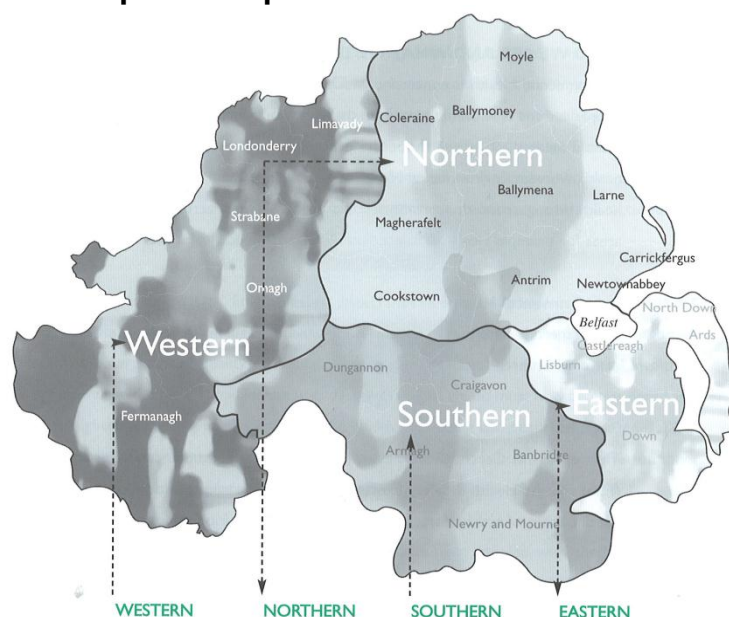 Moyle
Coleraine
Ballymoney
Limavady
Londonderry
Northern
Ballymena
Larne
Strabane
Magherafelt
Carrickfergus
Antrim
Newtownabbey
Omagh
Cookstown
North Down
Belfast
Ards
Castlereagh
Western
Lisburn
Dungannon
Craigavon
Eastern
Southern
Fermanagh
Down
Armagh
Banbridge
Newry and Mourne
WESTERN
NORTHERN
SOUTHERN
EASTERN